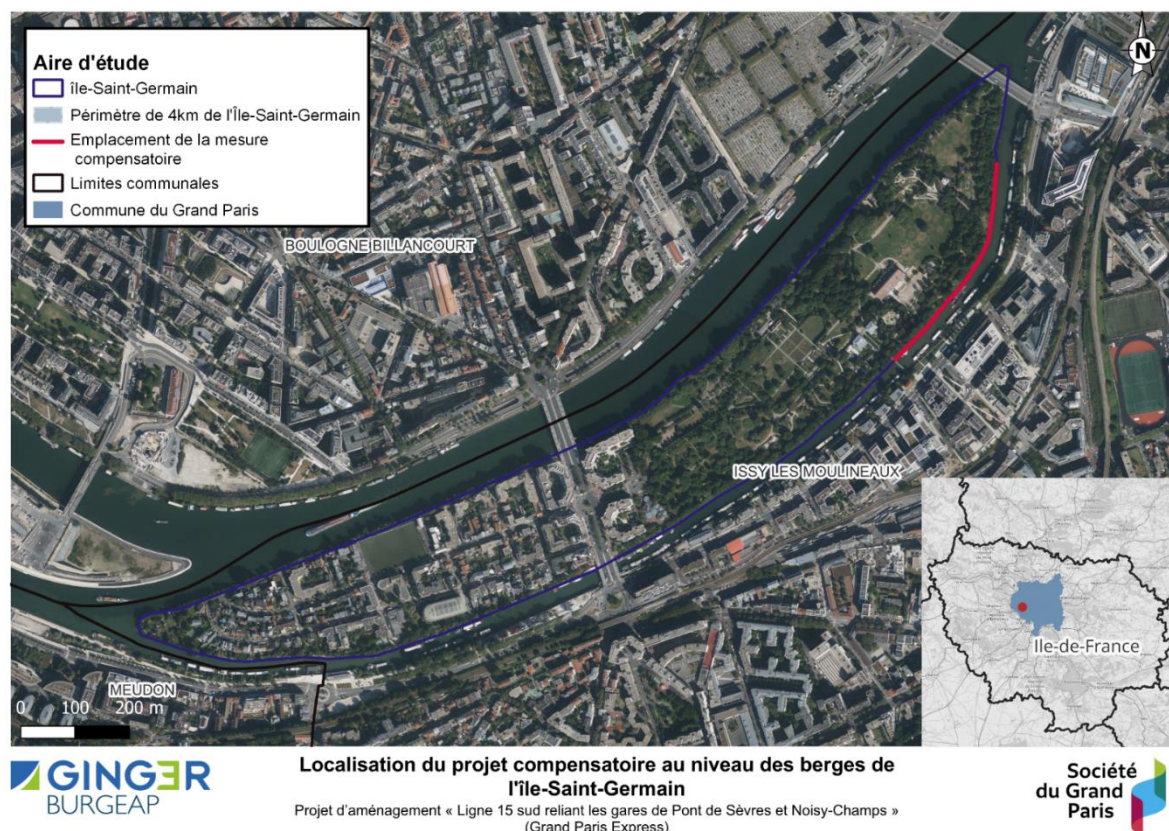 Aire d'étude
île-Saint-Germain
Périmètre de 4km de l'Île-Saint-Germain
Emplacement de la mesure
compensatoire
Limites communales
Commune du Grand Paris
N
BOULOGNE BILLANCOURT
ISSY LES MOULINEAUX
MEUDON
0 100 200 m
Ile-de-France
GINGER
BURGEAP
Localisation du projet compensatoire au niveau des berges de
l'île-Saint-Germain
Projet d'aménagement « Ligne 15 sud reliant les gares de Pont de Sèvres et Noisy-Champs »
(Grand Paris Express)
Société
du Grand
Paris